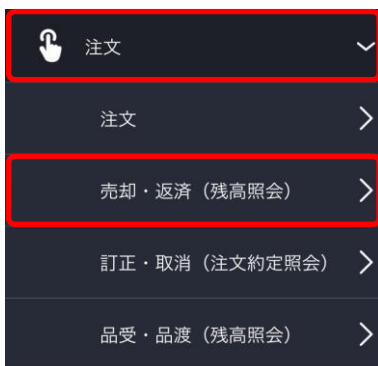 注文
注文
売却・返済（残高照会）
訂正・取消（注文約定照会）
品受・品渡（残高照会）